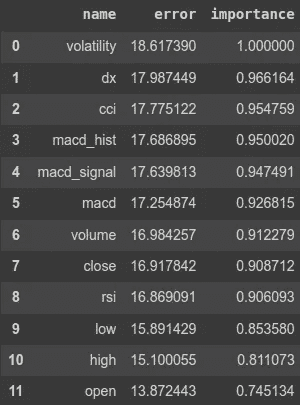 name error importance
0 volatility 18.617390 1.000000
1 dx 17.987449 0.966164
2 cci 17.775122 0.954759
3 macd_hist 17.686895 0.950020
4 macd_signal 17.639813 0.947491
5 macd 17.254874 0.926815
6 volume 16.984257 0.912279
7 close 16.917842 0.908712
8 rsi 16.869091 0.906093
9 low 15.891429 0.853580
10 high 15.100055 0.811073
11 open 13.872443 0.745134